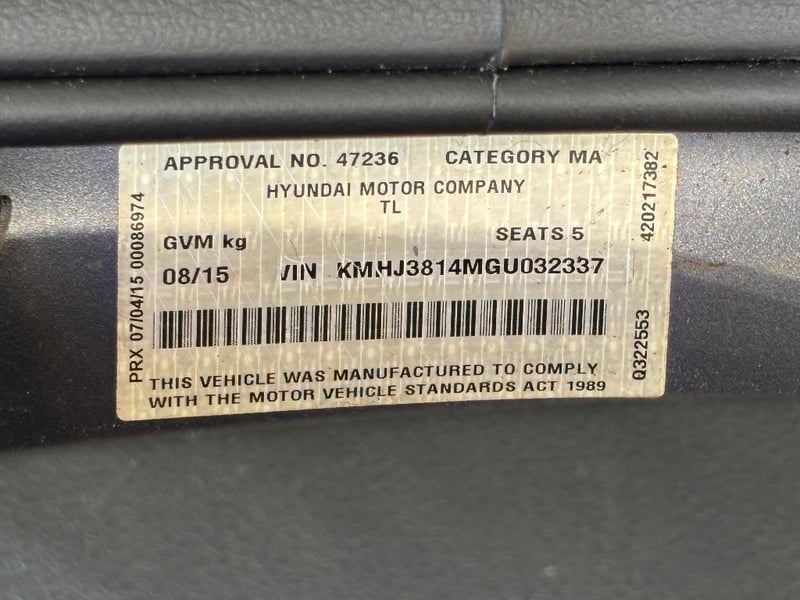 APPROVAL NO. 47236 CATEGORY MA
HYUNDAI MOTOR COMPANY
TL
GVM kg SEATS 5
08/15 VIN KMHJ3814MGU032337
THIS VEHICLE WAS MANUFACTURED TO COMPLY
WITH THE MOTOR VEHICLE STANDARDS ACT 1989
PRX 07/04/15 00086974
420217382
Q322553